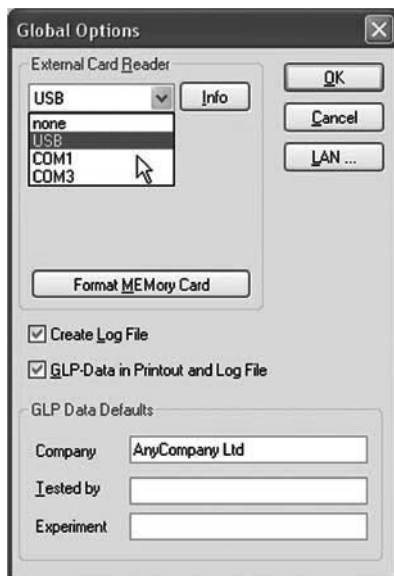 Global Options
External Card Reader
USB
Info
none
USB
COM1
COM3
Format MEMory Card
OK
Cancel
LAN ...
Create Log File
GLP-Data in Printout and Log File
GLP Data Defaults
Company AnyCompany Ltd
Tested by
Experiment